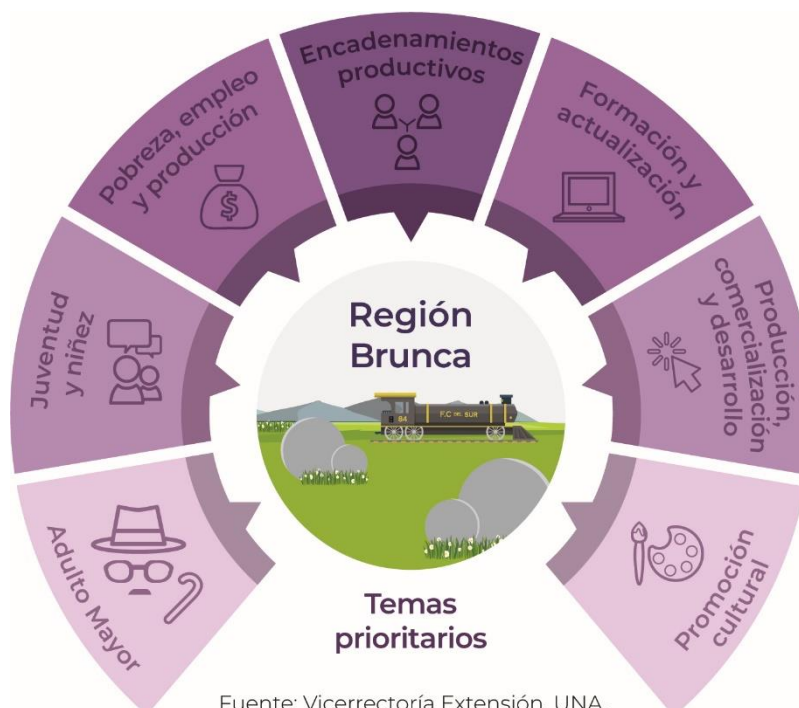 Encadenamientos
productivos
Pobreza, empleo
y producción
Formación y
actualización
Juventud
y niñez
Producción,
comercialización
y desarrollo
Adulto Mayor
Promoción
cultural
Región
Brunca
84
F.C DEL SUR
$
Temas
prioritarios
Fuente: Vicerrectoría Extensión, UNA